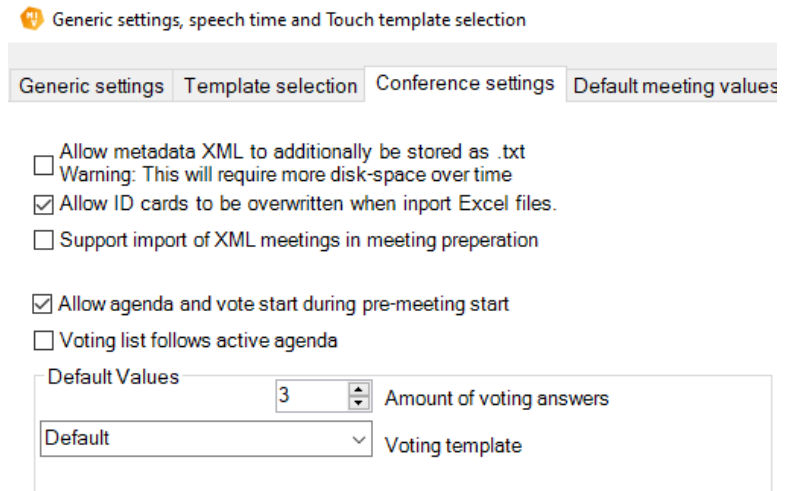 Generic settings, speech time and Touch template selection
Generic settings Template selection Conference settings Default meeting values
Allow metadata XML to additionally be stored as .txt
Warning: This will require more disk-space over time
Allow ID cards to be overwritten when inport Excel files.
Support import of XML meetings in meeting preperation
Allow agenda and vote start during pre-meeting start
Voting list follows active agenda
Default Values
3 Amount of voting answers
Default Voting template